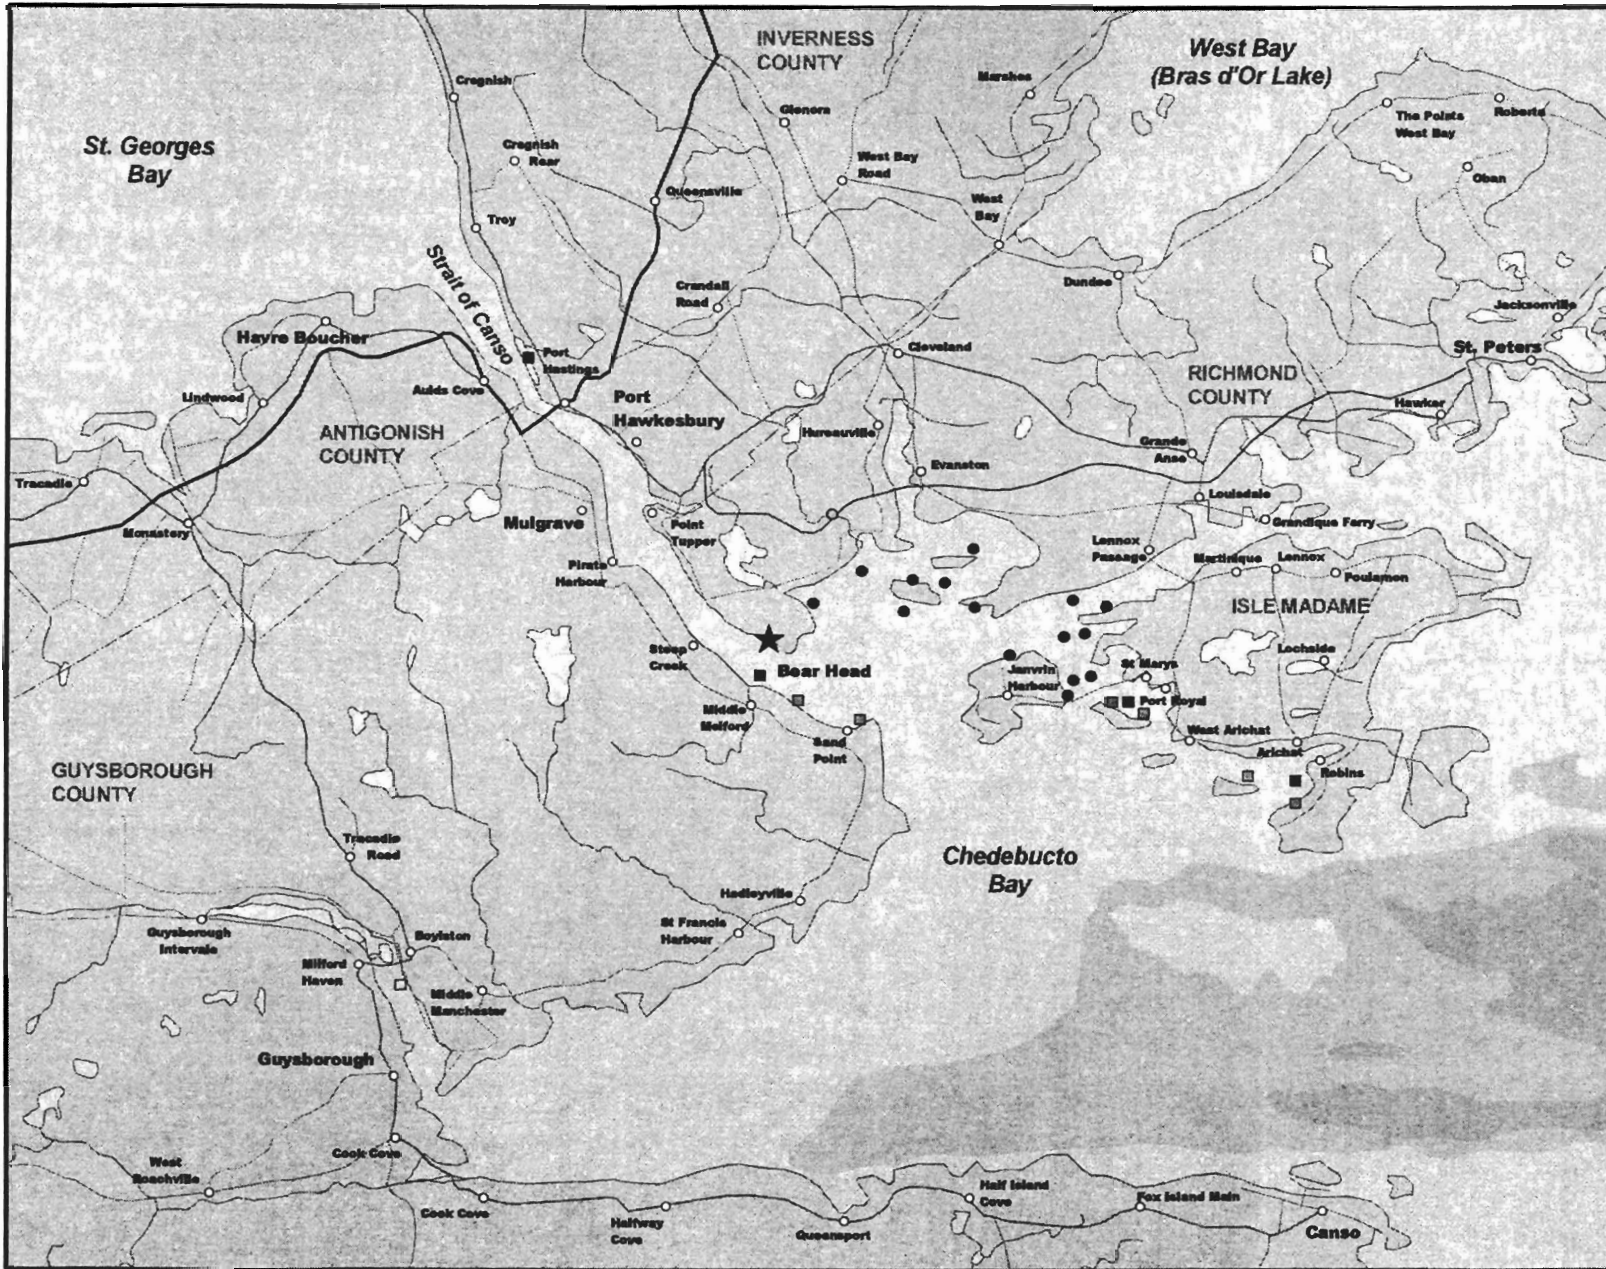 INVERNESS
COUNTY
West Bay
(Bras d'Or Lake)
Cregnish
Marshes
Glenora
The Points
West Bay
Roberta
St. Georges
Bay
Cregnish
Rear
West Bay
Road
Oban
Queensville
West
Bay
Troy
Strait of Canso
Crandall
Road
Dundee
Jacksonville
Havre Boucher
Port
Hastings
Cleveland
St. Peters
Aulds Cove
RICHMOND
COUNTY
Lindwood
Port
Hawkesbury
Hawker
ANTIGONISH
COUNTY
Hureauville
Grande
Anse
Evanston
Tracadie
Louisdale
Monastery
Mulgrave
Point
Tupper
Grandique Ferry
Lennox
Passage
Martinique
Lennox
Poulamon
Pirate
Harbour
ISLE MADAME
Steep
Creek
Bear Head
Janvrin
Harbour
St Marys
Lochside
Middle
Melford
Port Royal
Sand
Point
West Arichat
Arichat
Robins
GUYSBOROUGH
COUNTY
Tracadie
Road
Chedebucto
Bay
Hadleyville
St Francis
Harbour
Guysborough
Intervale
Boylston
Milford
Haven
Middle
Manchester
Guysborough
Cook Cove
West
Roachville
Cook Cove
Halfway
Cove
Queensport
Half Island
Cove
Fox Island Main
Canso